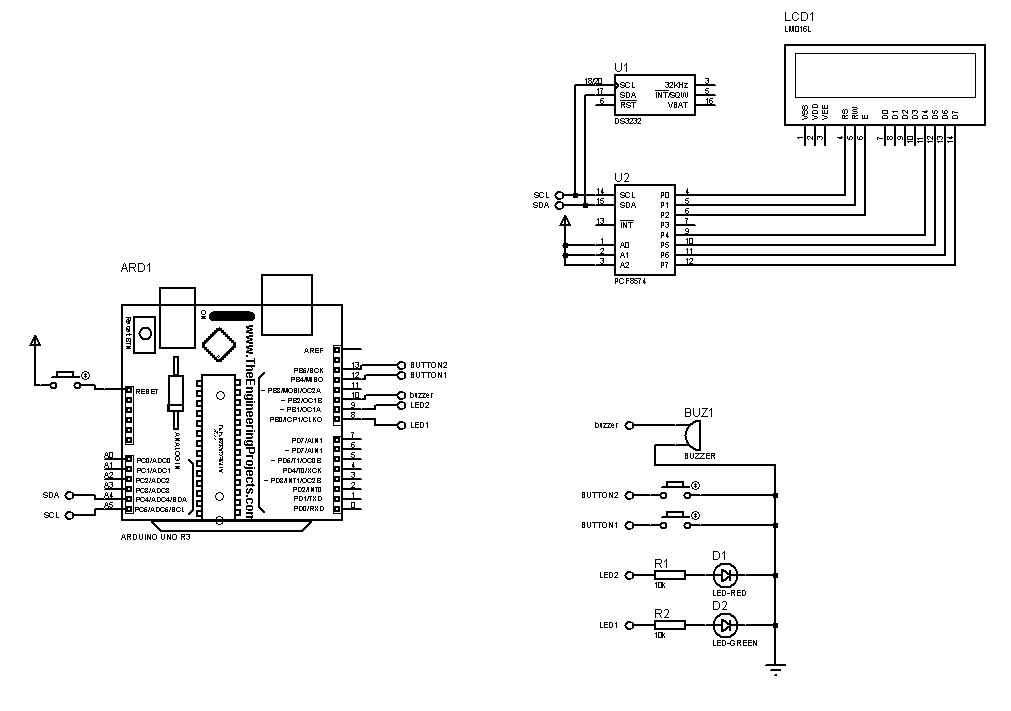 LCD1
LM016L
VSS
VDD
VEE
RS
RW
E
D0
D1
D2
D3
D4
D5
D6
D7
1
2
3
4
5
6
7
8
9
10
11
12
13
14
U1
18/20 SCL 32KHz 3
17 SDA INT/SQW 5
6 RST VBAT 16
DS3232
U2
SCL 14 SCL P0 4
SDA 15 SDA P1 5
P2 6
13 INT P3 7
P4 9
1 A0 P5 10
2 A1 P6 11
3 A2 P7 12
PCF8574
ARD1
Reset BTN
ON
www.TheEngineeringProjects.com
ANALOG IN
RESET
AREF
PB5/SCK 13 BUTTON2
PB4/MISO 12 BUTTON1
~ PB3/MOSI/OC2A 11
~ PB2/OC1B 10 buzzer
~ PB1/OC1A 9 LED2
PB0/ICP1/CLKO 8 LED1
PD7/AIN1 7
~ PD7/AIN1 6
~ PD5/T1/OC0B 5
PD4/T0/XCK 4
~ PD3/INT1/OC2B 3
PD2/INT0 2
PD1/TXD 1
PD0/RXD 0
A0 PC0/ADC0
A1 PC1/ADC1
A2 PC2/ADC2
A3 PC3/ADC3
SDA A4 PC4/ADC4/SDA
SCL A5 PC5/ADC5/SCL
ARDUINO UNO R3
BUZ1
buzzer
BUZZER
BUTTON2
BUTTON1
R1 D1
LED2
10k LED-RED
R2 D2
LED1
10k LED-GREEN